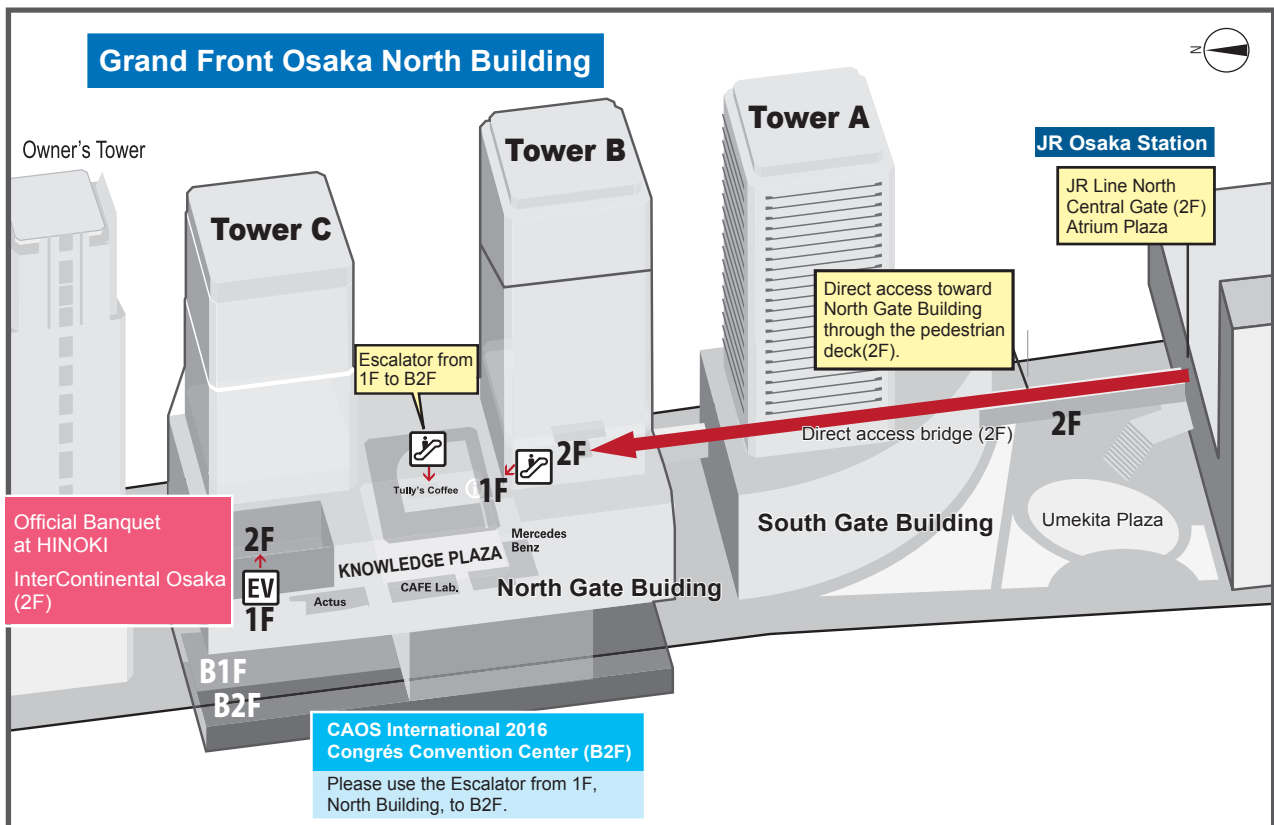 Grand Front Osaka North Building
N
Owner's Tower
Tower C
Tower B
Tower A
JR Osaka Station
JR Line North
Central Gate (2F)
Atrium Plaza
Direct access toward
North Gate Building
through the pedestrian
deck(2F).
Escalator from
1F to B2F
Direct access bridge (2F)
2F
2F
1F
Tully's Coffee
i
Mercedes
Benz
KNOWLEDGE PLAZA
CAFE Lab.
Actus
North Gate Buiding
South Gate Building
Umekita Plaza
Official Banquet
at HINOKI
InterContinental Osaka
(2F)
2F
EV
1F
B1F
B2F
CAOS International 2016
Congrés Convention Center (B2F)
Please use the Escalator from 1F,
North Building, to B2F.